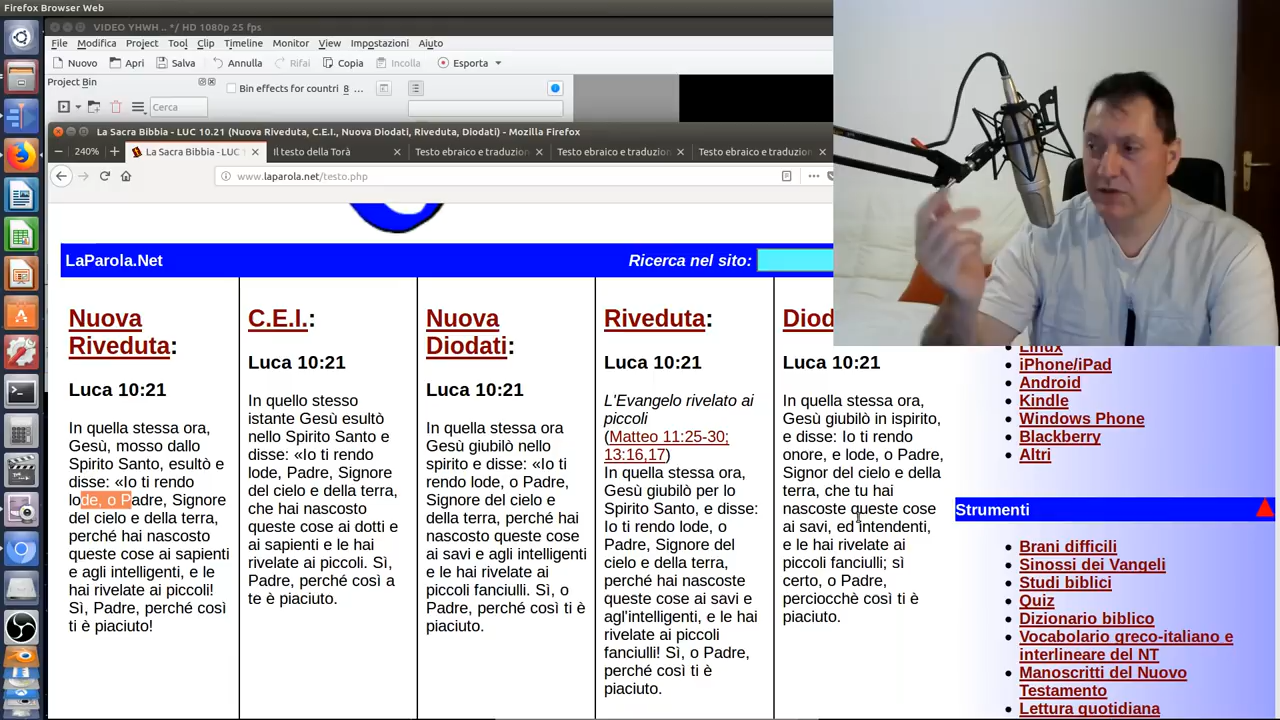 Firefox Browser Web
VIDEO YHWH .. */ HD 1080p 25 fps
File Modifica Project Tool Clip Timeline Monitor View Impostazioni Aiuto
Nuovo Apri Salva Annulla Rifai Copia Incolla Esporta
Project Bin
Bin effects for countri 8 ...
Cerca
La Sacra Bibbia - LUC 10.21 (Nuova Riveduta, C.E.I., Nuova Diodati, Riveduta, Diodati) - Mozilla Firefox
240% La Sacra Bibbia - LUC Il testo della Torà Testo ebraico e traduzion Testo ebraico e traduzion Testo ebraico e traduzion
www.laparola.net/testo.php
LaParola.Net
Ricerca nel sito:
Nuova
Riveduta:
Luca 10:21
In quella stessa ora,
Gesù, mosso dallo
Spirito Santo, esultò e
disse: «Io ti rendo
lode, o Padre, Signore
del cielo e della terra,
perché hai nascosto
queste cose ai sapienti
e agli intelligenti, e le
hai rivelate ai piccoli!
Sì, Padre, perché così
ti è piaciuto!
C.E.I.:
Luca 10:21
In quello stesso
istante Gesù esultò
nello Spirito Santo e
disse: «Io ti rendo
lode, Padre, Signore
del cielo e della terra,
che hai nascosto
queste cose ai dotti e
ai sapienti e le hai
rivelate ai piccoli. Sì,
Padre, perché così a
te è piaciuto.
Nuova
Diodati:
Luca 10:21
In quella stessa ora
Gesù giubilò nello
spirito e disse: «Io ti
rendo lode, o Padre,
Signore del cielo e
della terra, perché hai
nascosto queste cose
ai savi e agli intelligenti
e le hai rivelate ai
piccoli fanciulli. Sì, o
Padre, perché così ti è
piaciuto.
Riveduta:
Luca 10:21
L'Evangelo rivelato ai
piccoli
(Matteo 11:25-30;
13:16,17)
In quella stessa ora,
Gesù giubilò per lo
Spirito Santo, e disse:
Io ti rendo lode, o
Padre, Signore del
cielo e della terra,
perché hai nascoste
queste cose ai savi e
agl'intelligenti, e le hai
rivelate ai piccoli
fanciulli! Sì, o Padre,
perché così ti è
piaciuto.
Diod
Luca 10:21
In quella stessa ora,
Gesù giubilò in ispirito,
e disse: Io ti rendo
onore, e lode, o Padre,
Signor del cielo e della
terra, che tu hai
nascoste queste cose
ai savi, ed intendenti,
e le hai rivelate ai
piccoli fanciulli; sì
certo, o Padre,
perciocchè così ti è
piaciuto.
Linux
iPhone/iPad
Android
Kindle
Windows Phone
Blackberry
Altri
Strumenti
Brani difficili
Sinossi dei Vangeli
Studi biblici
Quiz
Dizionario biblico
Vocabolario greco-italiano e
interlineare del NT
Manoscritti del Nuovo
Testamento
Lettura quotidiana